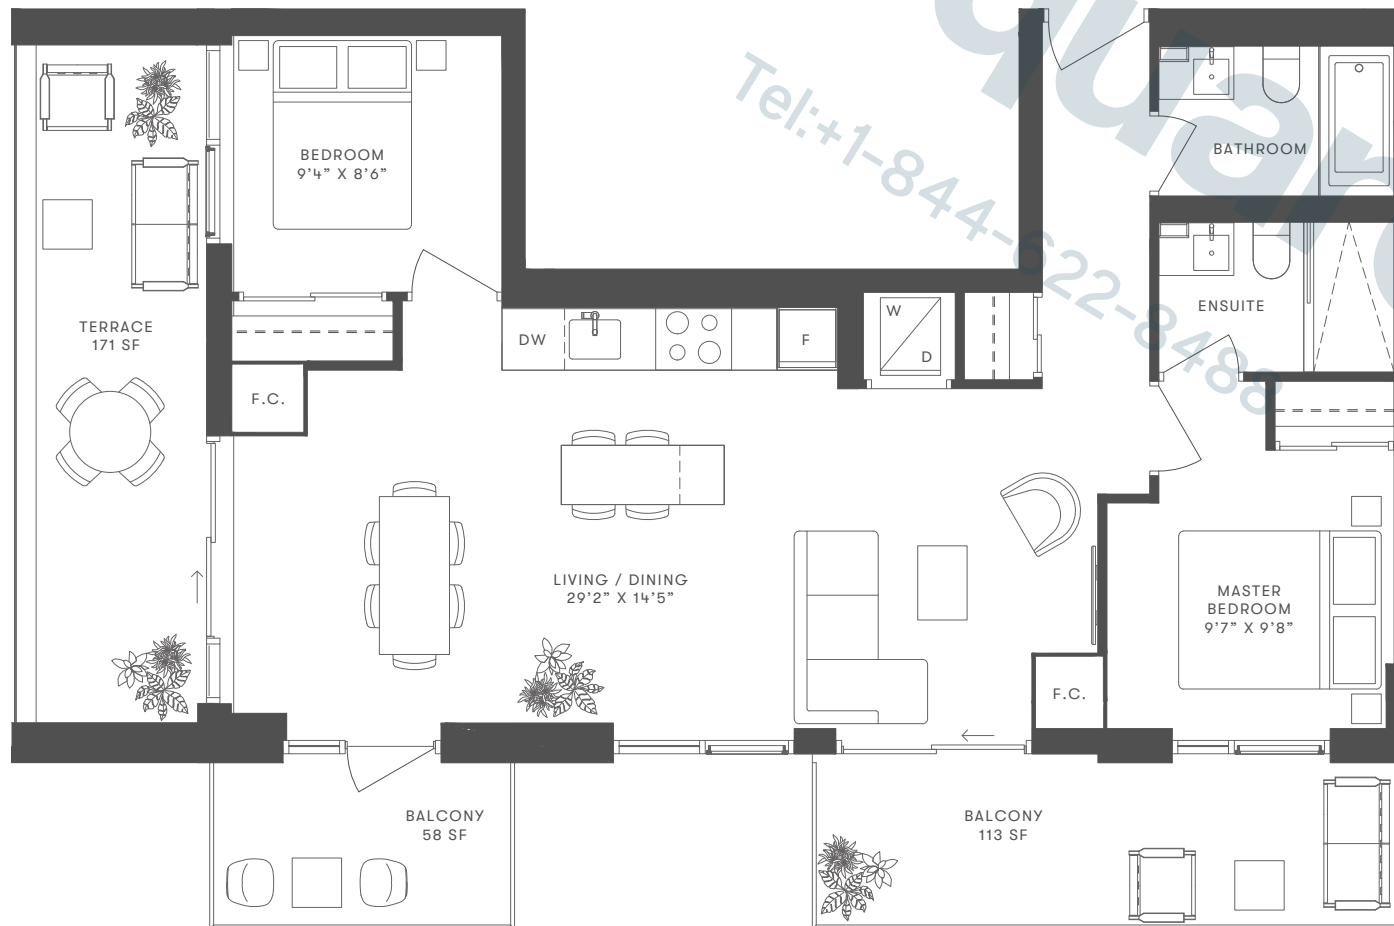 quare
Tel:+1-844-622-8488
BEDROOM
9'4" X 8'6"
BATHROOM
ENSUITE
TERRACE
171 SF
DW
F
W
D
F.C.
LIVING / DINING
29'2" X 14'5"
MASTER
BEDROOM
9'7" X 9'8"
F.C.
BALCONY
58 SF
BALCONY
113 SF